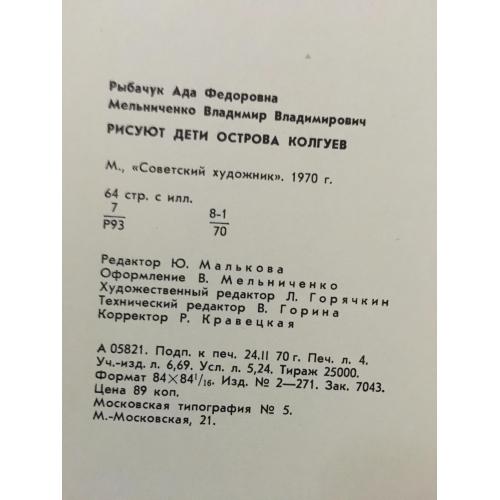 Рыбачук Ада Федоровна
Мельниченко Владимир Владимирович
РИСУЮТ ДЕТИ ОСТРОВА КОЛГУЕВ
М., «Советский художник». 1970 г.
64 стр. с илл.
7 8-1
Р93 70
Редактор Ю. Малькова
Оформление В. Мельниченко
Художественный редактор Л. Горячкин
Технический редактор В. Горина
Корректор Р. Кравецкая
А 05821. Подп. к печ. 24.II 70 г. Печ. л. 4.
Уч.-изд. л. 6,69. Усл. л. 5,24. Тираж 25000.
Формат 84×84¹/₁₆. Изд. № 2—271. Зак. 7043.
Цена 89 коп.
Московская типография № 5.
М.-Московская, 21.